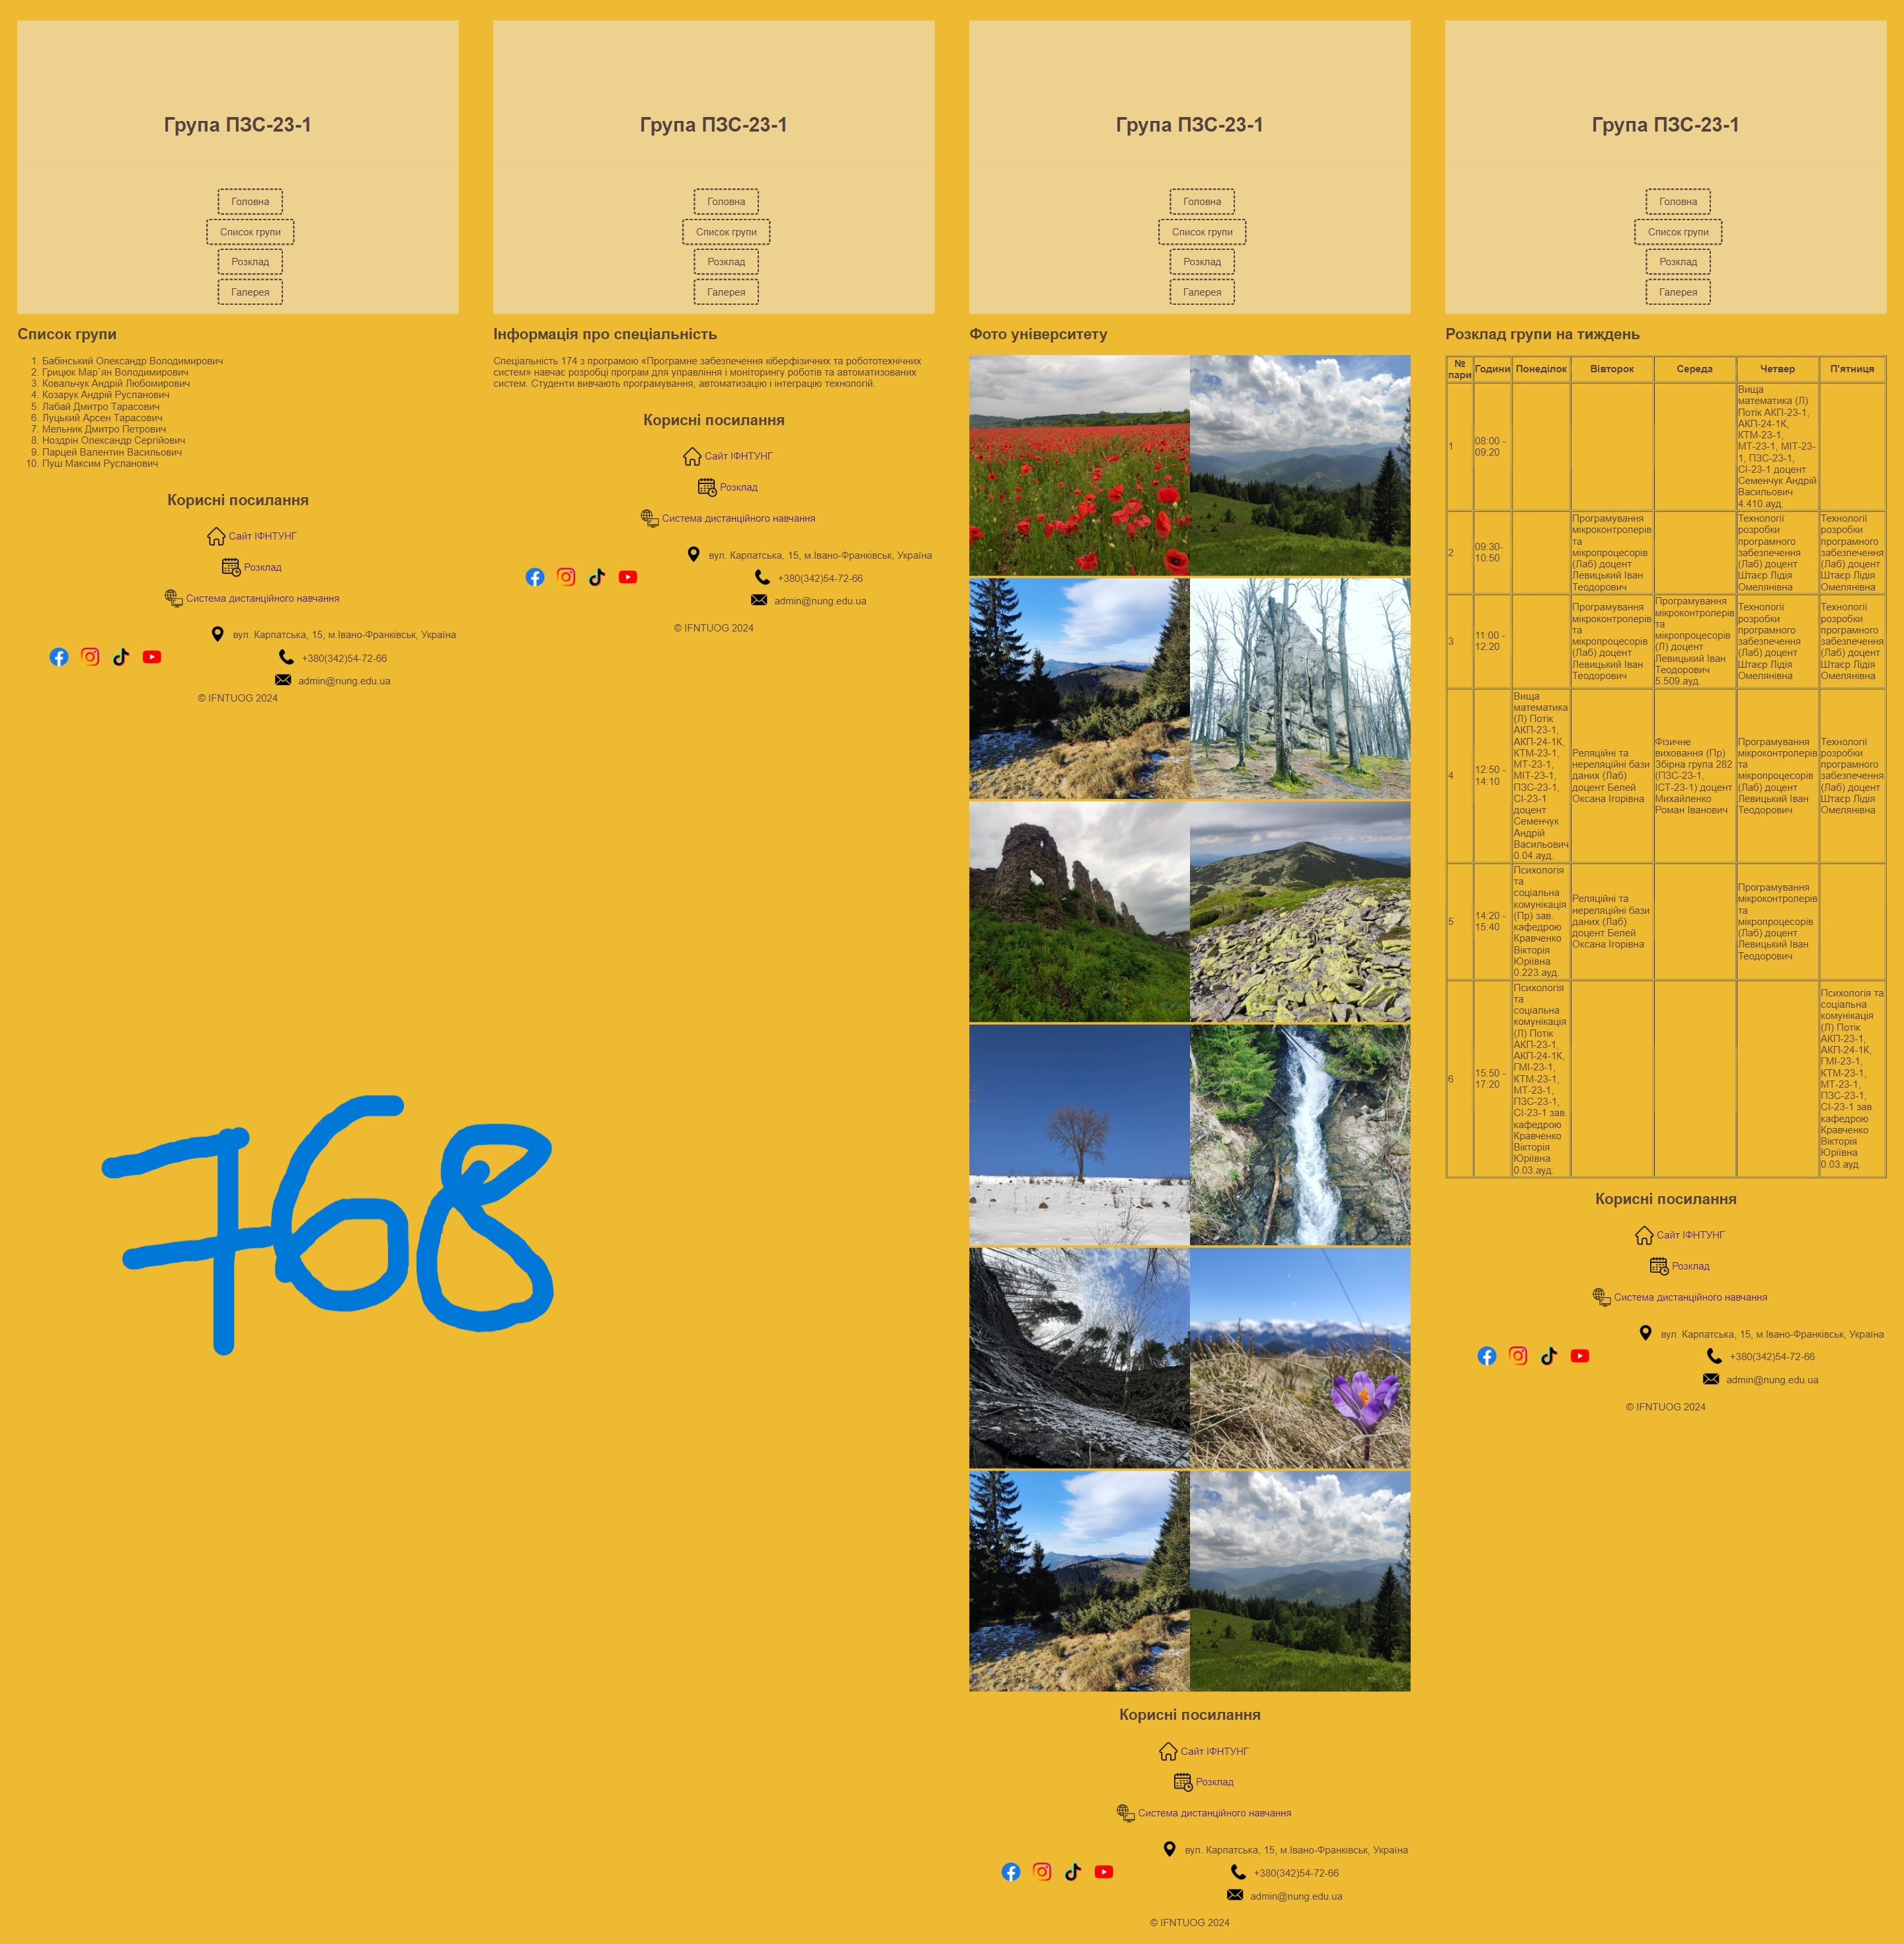 Група ПЗС-23-1
Головна
Список групи
Розклад
Галерея
Список групи
1. Бабінський Олександр Володимирович
2. Грицюк Мар`ян Володимирович
3. Ковальчук Андрій Любомирович
4. Козарук Андрій Русланович
5. Лабай Дмитро Тарасович
6. Луцький Арсен Тарасович
7. Мельник Дмитро Петрович
8. Ноздрін Олександр Сергійович
9. Парцей Валентин Васильович
10. Пуш Максим Русланович
Корисні посилання
Сайт ІФНТУНГ
Розклад
Система дистанційного навчання
вул. Карпатська, 15, м.Івано-Франківськ, Україна
+380(342)54-72-66
admin@nung.edu.ua
© IFNTUOG 2024
768
Група ПЗС-23-1
Головна
Список групи
Розклад
Галерея
Інформація про спеціальність
Спеціальність 174 з програмою «Програмне забезпечення кіберфізичних та робототехнічних
систем» навчає розробці програм для управління і моніторингу роботів та автоматизованих
систем. Студенти вивчають програмування, автоматизацію і інтеграцію технологій.
Корисні посилання
Сайт ІФНТУНГ
Розклад
Система дистанційного навчання
вул. Карпатська, 15, м.Івано-Франківськ, Україна
+380(342)54-72-66
admin@nung.edu.ua
© IFNTUOG 2024
Група ПЗС-23-1
Головна
Список групи
Розклад
Галерея
Фото університету
Корисні посилання
Сайт ІФНТУНГ
Розклад
Система дистанційного навчання
вул. Карпатська, 15, м.Івано-Франківськ, Україна
+380(342)54-72-66
admin@nung.edu.ua
© IFNTUOG 2024
Група ПЗС-23-1
Головна
Список групи
Розклад
Галерея
Розклад групи на тиждень
№
пари
Години
Понеділок
Вівторок
Середа
Четвер
П'ятниця
1
08:00 -
09:20
Вища
математика (Л)
Потік АКП-23-1,
АКП-24-1К,
КТМ-23-1,
МТ-23-1, МІТ-23-
1, ПЗС-23-1,
СІ-23-1 доцент
Семенчук Андрій
Васильович
4.410.ауд.
2
09:30-
10:50
Програмування
мікроконтролерів
та
мікропроцесорів
(Лаб) доцент
Левицький Іван
Теодорович
Технології
розробки
програмного
забезпечення
(Лаб) доцент
Штаєр Лідія
Омелянівна
Технології
розробки
програмного
забезпечення
(Лаб) доцент
Штаєр Лідія
Омелянівна
3
11:00 -
12:20
Програмування
мікроконтролерів
та
мікропроцесорів
(Лаб) доцент
Левицький Іван
Теодорович
Програмування
мікроконтролерів
та
мікропроцесорів
(Л) доцент
Левицький Іван
Теодорович
5.509.ауд.
Технології
розробки
програмного
забезпечення
(Лаб) доцент
Штаєр Лідія
Омелянівна
Технології
розробки
програмного
забезпечення
(Лаб) доцент
Штаєр Лідія
Омелянівна
4
12:50 -
14:10
Вища
математика
(Л) Потік
АКП-23-1,
АКП-24-1К,
КТМ-23-1,
МТ-23-1,
МІТ-23-1,
ПЗС-23-1,
СІ-23-1
доцент
Семенчук
Андрій
Васильович
0.04.ауд.
Реляційні та
нереляційні бази
даних (Лаб)
доцент Белей
Оксана Ігорівна
Фізичне
виховання (Пр)
Збірна група 282
(ПЗС-23-1,
ІСТ-23-1) доцент
Михайленко
Роман Іванович
Програмування
мікроконтролерів
та
мікропроцесорів
(Лаб) доцент
Левицький Іван
Теодорович
Технології
розробки
програмного
забезпечення
(Лаб) доцент
Штаєр Лідія
Омелянівна
5
14:20 -
15:40
Психологія
та
соціальна
комунікація
(Пр) зав.
кафедрою
Кравченко
Вікторія
Юріївна
0.223.ауд.
Реляційні та
нереляційні бази
даних (Лаб)
доцент Белей
Оксана Ігорівна
Програмування
мікроконтролерів
та
мікропроцесорів
(Лаб) доцент
Левицький Іван
Теодорович
6
15:50 -
17:20
Психологія
та
соціальна
комунікація
(Л) Потік
АКП-23-1,
АКП-24-1К,
ГМІ-23-1,
КТМ-23-1,
МТ-23-1,
ПЗС-23-1,
СІ-23-1 зав.
кафедрою
Кравченко
Вікторія
Юріївна
0.03.ауд.
Психологія та
соціальна
комунікація
(Л) Потік
АКП-23-1,
АКП-24-1К,
ГМІ-23-1,
КТМ-23-1,
МТ-23-1,
ПЗС-23-1,
СІ-23-1 зав.
кафедрою
Кравченко
Вікторія
Юріївна
0.03.ауд.
Корисні посилання
Сайт ІФНТУНГ
Розклад
Система дистанційного навчання
вул. Карпатська, 15, м.Івано-Франківськ, Україна
+380(342)54-72-66
admin@nung.edu.ua
© IFNTUOG 2024